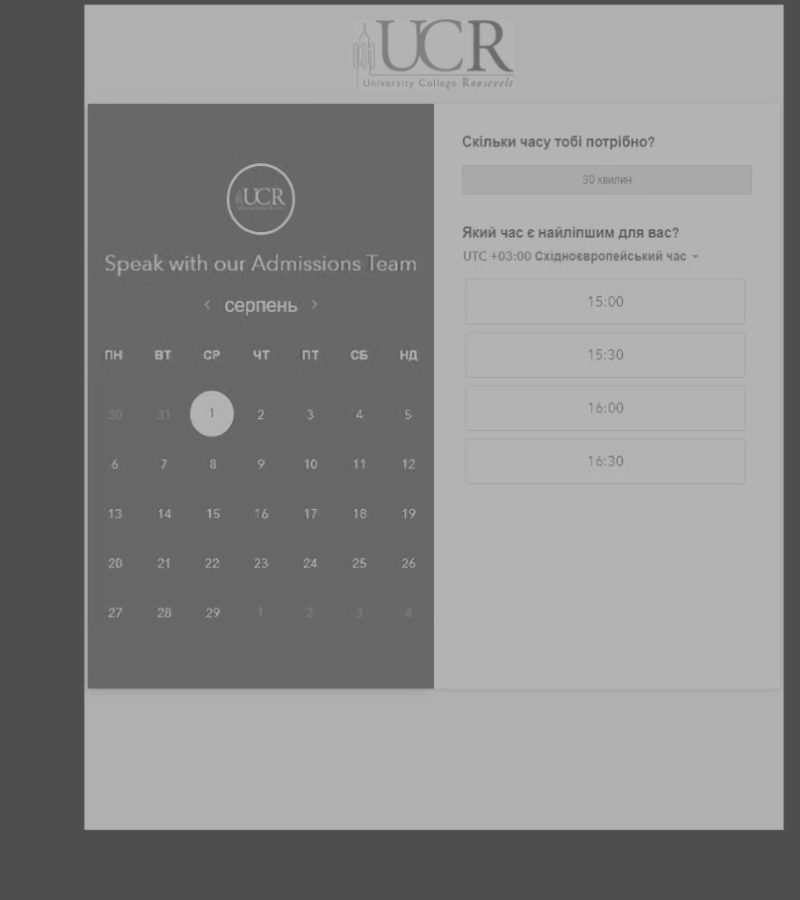 UCR
University College Roosevelt
UCR
Speak with our Admissions Team
серпень
ПН ВТ СР ЧТ ПТ СБ НД
30 31 1 2 3 4 5
6 7 8 9 10 11 12
13 14 15 16 17 18 19
20 21 22 23 24 25 26
27 28 29 1 2 3 4
Скільки часу тобі потрібно?
30 хвилин
Який час є найліпшим для вас?
UTC +03:00 Східноєвропейський час
15:00
15:30
16:00
16:30